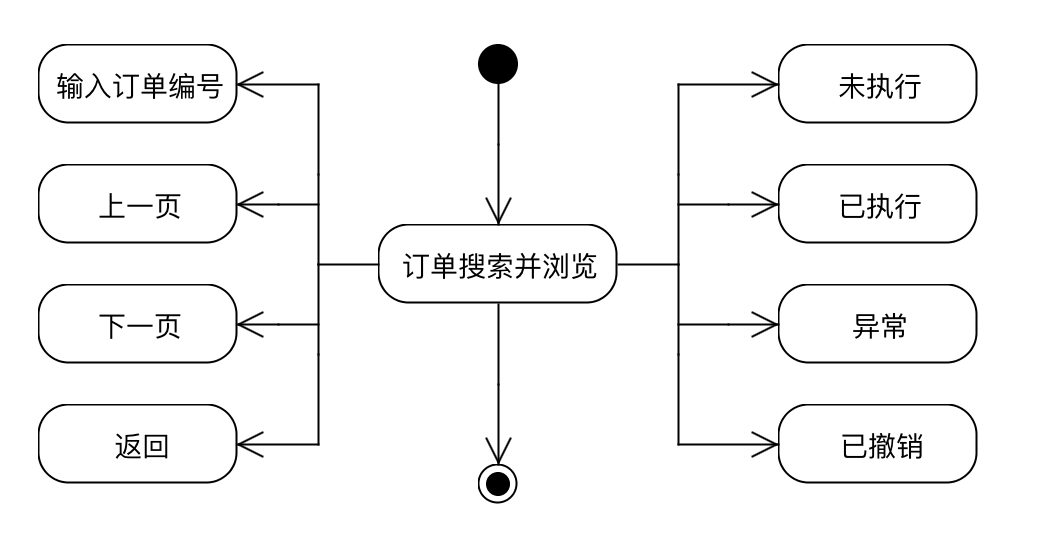 输入订单编号
上一页
下一页
返回
订单搜索并浏览
未执行
已执行
异常
已撤销